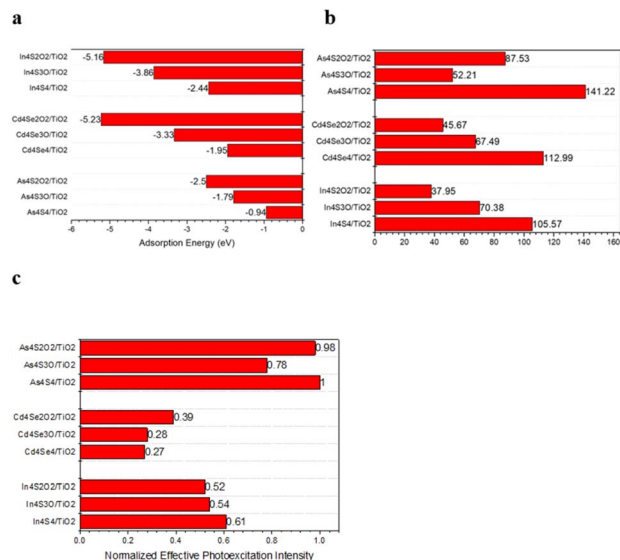 a
In4S2O2/TiO2 -5.16
In4S3O/TiO2 -3.86
In4S4/TiO2 -2.44
Cd4Se2O2/TiO2 -5.23
Cd4Se3O/TiO2 -3.33
Cd4Se4/TiO2 -1.95
As4S2O2/TiO2 -2.5
As4S3O/TiO2 -1.79
As4S4/TiO2 -0.94
-6 -5 -4 -3 -2 -1 0
Adsorption Energy (eV)
b
As4S2O2/TiO2 87.53
As4S3O/TiO2 52.21
As4S4/TiO2 141.22
Cd4Se2O2/TiO2 45.67
Cd4Se3O/TiO2 67.49
Cd4Se4/TiO2 112.99
In4S2O2/TiO2 37.95
In4S3O/TiO2 70.38
In4S4/TiO2 105.57
0 20 40 60 80 100 120 140 160
c
As4S2O2/TiO2 0.98
As4S3O/TiO2 0.78
As4S4/TiO2 1
Cd4Se2O2/TiO2 0.39
Cd4Se3O/TiO2 0.28
Cd4Se4/TiO2 0.27
In4S2O2/TiO2 0.52
In4S3O/TiO2 0.54
In4S4/TiO2 0.61
0.0 0.2 0.4 0.6 0.8 1.0
Normalized Effective Photoexcitation Intensity